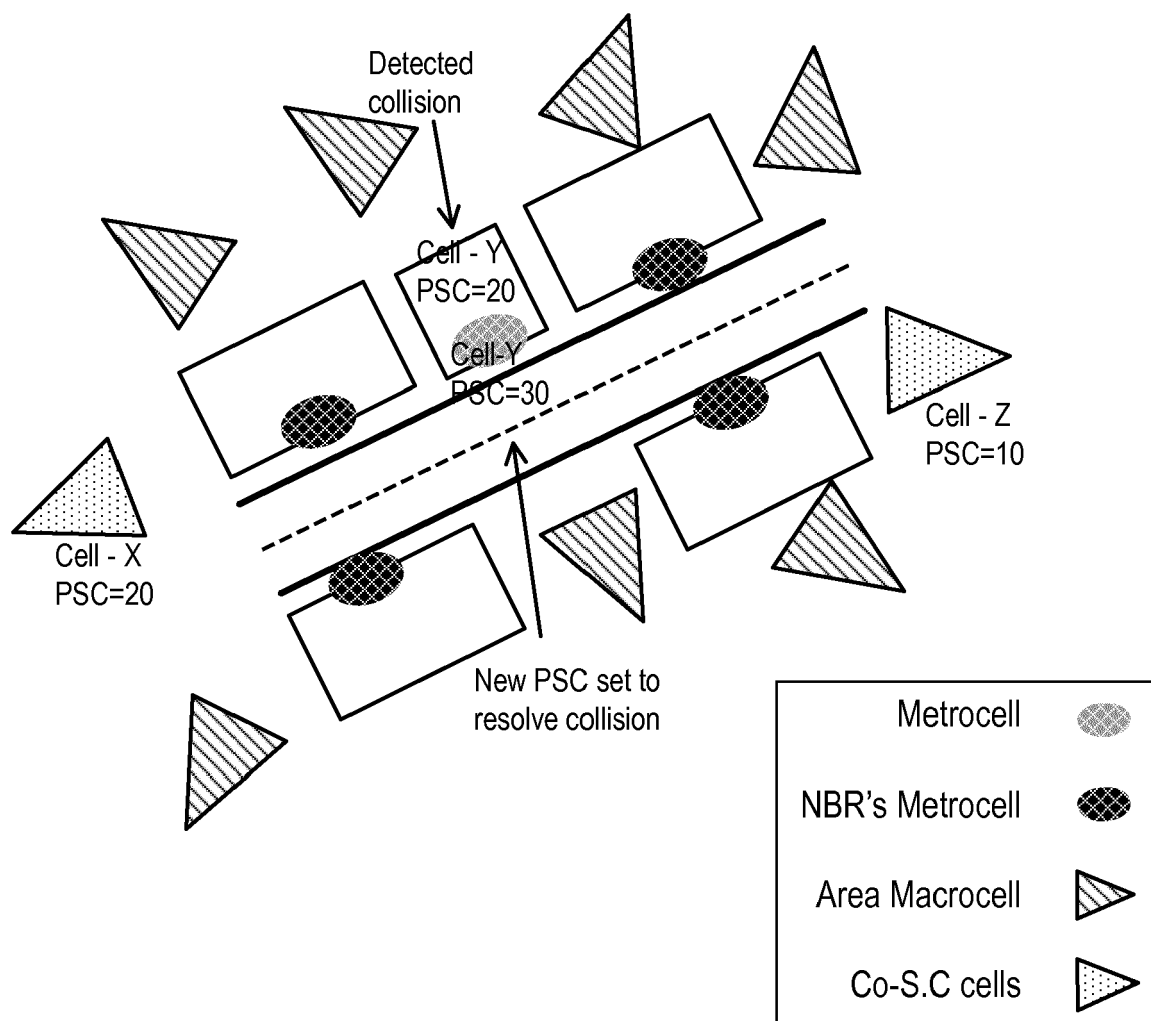 Detected
collision
Cell - Y
PSC=20
Cell-Y
PSC=30
Cell - Z
PSC=10
Cell - X
PSC=20
New PSC set to
resolve collision
Metrocell
NBR's Metrocell
Area Macrocell
Co-S.C cells